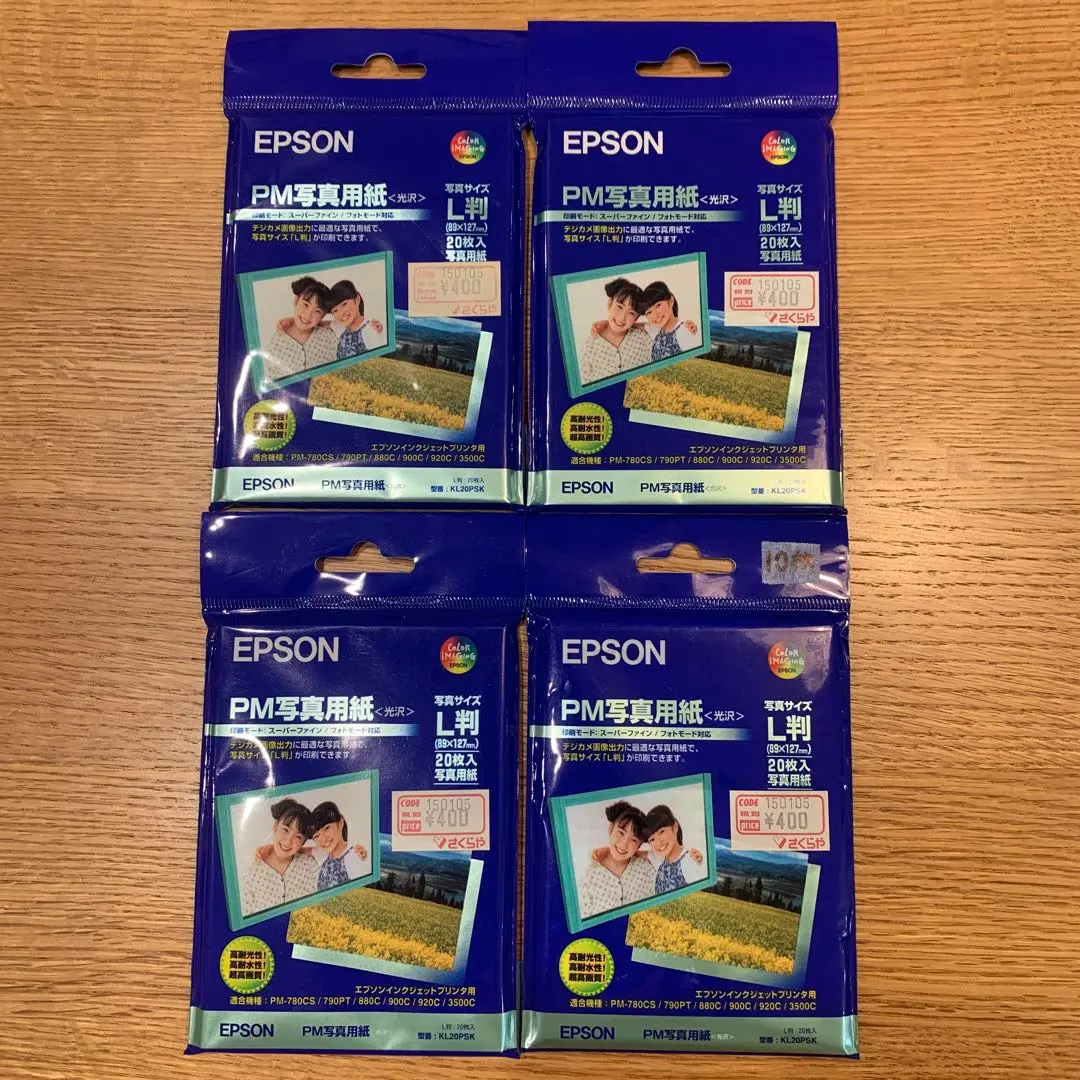 EPSON
COLOR
IMAGING
EPSON
PM写真用紙<光沢>
写真サイズ
L判
(89×127mm)
20枚入
写真用紙
印刷モード:スーパーファイン/フォトモード対応
デジカメ画像出力に最適な写真用紙で、
写真サイズ「L判」が印刷できます。
CODE 150105
price ¥400
さくらや
高耐光性!
高耐水性!
超高画質!
エプソンインクジェットプリンタ用
適合機種:PM-780CS / 790PT / 880C / 900C / 920C / 3500C
EPSON PM写真用紙<光沢>
L判:20枚入
型番:KL20PSK
EPSON
COLOR
IMAGING
EPSON
PM写真用紙<光沢>
写真サイズ
L判
(89×127mm)
20枚入
写真用紙
印刷モード:スーパーファイン/フォトモード対応
デジカメ画像出力に最適な写真用紙で、
写真サイズ「L判」が印刷できます。
CODE 150105
price ¥400
さくらや
高耐光性!
高耐水性!
超高画質!
エプソンインクジェットプリンタ用
適合機種:PM-780CS / 790PT / 880C / 900C / 920C / 3500C
EPSON PM写真用紙<光沢>
L判:20枚入
型番:KL20PSK
EPSON
COLOR
IMAGING
EPSON
PM写真用紙<光沢>
写真サイズ
L判
(89×127mm)
20枚入
写真用紙
印刷モード:スーパーファイン/フォトモード対応
デジカメ画像出力に最適な写真用紙で、
写真サイズ「L判」が印刷できます。
CODE 150105
price ¥400
さくらや
高耐光性!
高耐水性!
超高画質!
エプソンインクジェットプリンタ用
適合機種:PM-780CS / 790PT / 880C / 900C / 920C / 3500C
EPSON PM写真用紙
L判:20枚入
型番:KL20PSK
10枚
EPSON
COLOR
IMAGING
EPSON
PM写真用紙<光沢>
写真サイズ
L判
(89×127mm)
20枚入
写真用紙
印刷モード:スーパーファイン/フォトモード対応
デジカメ画像出力に最適な写真用紙で、
写真サイズ「L判」が印刷できます。
CODE 150105
price ¥400
さくらや
高耐光性!
高耐水性!
超高画質!
エプソンインクジェットプリンタ用
適合機種:PM-780CS / 790PT / 880C / 900C / 920C / 3500C
EPSON PM写真用紙<光沢>
L判:20枚入
型番:KL20PSK